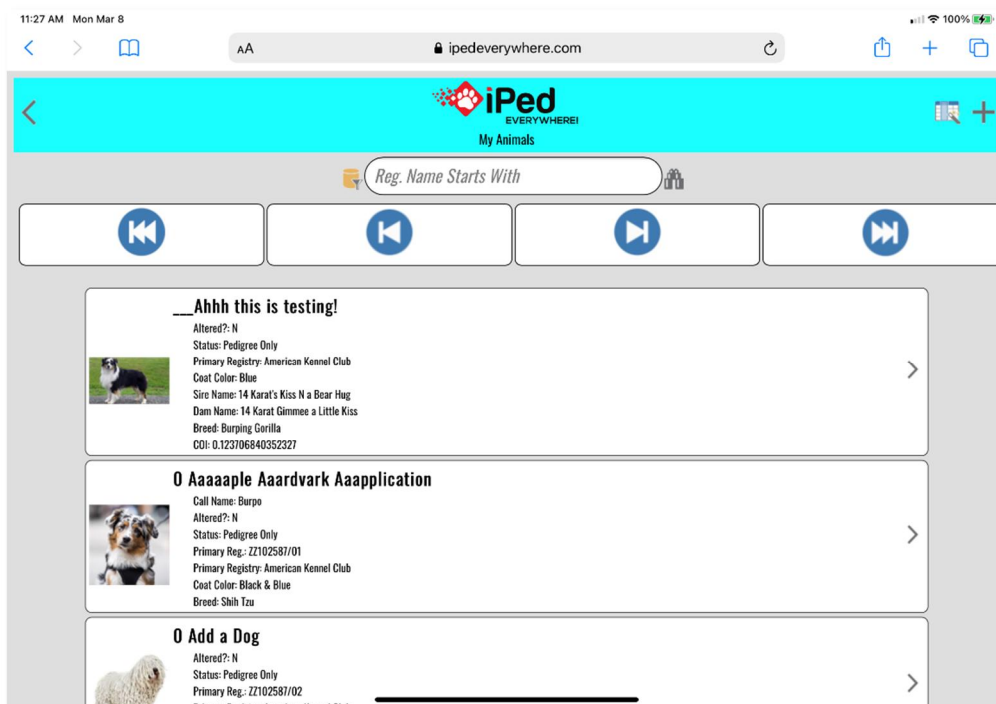 11:27 AM Mon Mar 8
100%
AA
ipedeverywhere.com
iPed
EVERYWHERE!
My Animals
Reg. Name Starts With
___Ahhh this is testing!
Altered?: N
Status: Pedigree Only
Primary Registry: American Kennel Club
Coat Color: Blue
Sire Name: 14 Karat's Kiss N a Bear Hug
Dam Name: 14 Karat Gimmee a Little Kiss
Breed: Burping Gorilla
COI: 0.123706840352327
0 Aaaaaple Aaardvark Aaapplication
Call Name: Burpo
Altered?: N
Status: Pedigree Only
Primary Reg.: ZZ102587/01
Primary Registry: American Kennel Club
Coat Color: Black & Blue
Breed: Shih Tzu
0 Add a Dog
Altered?: N
Status: Pedigree Only
Primary Reg.: ZZ102587/02